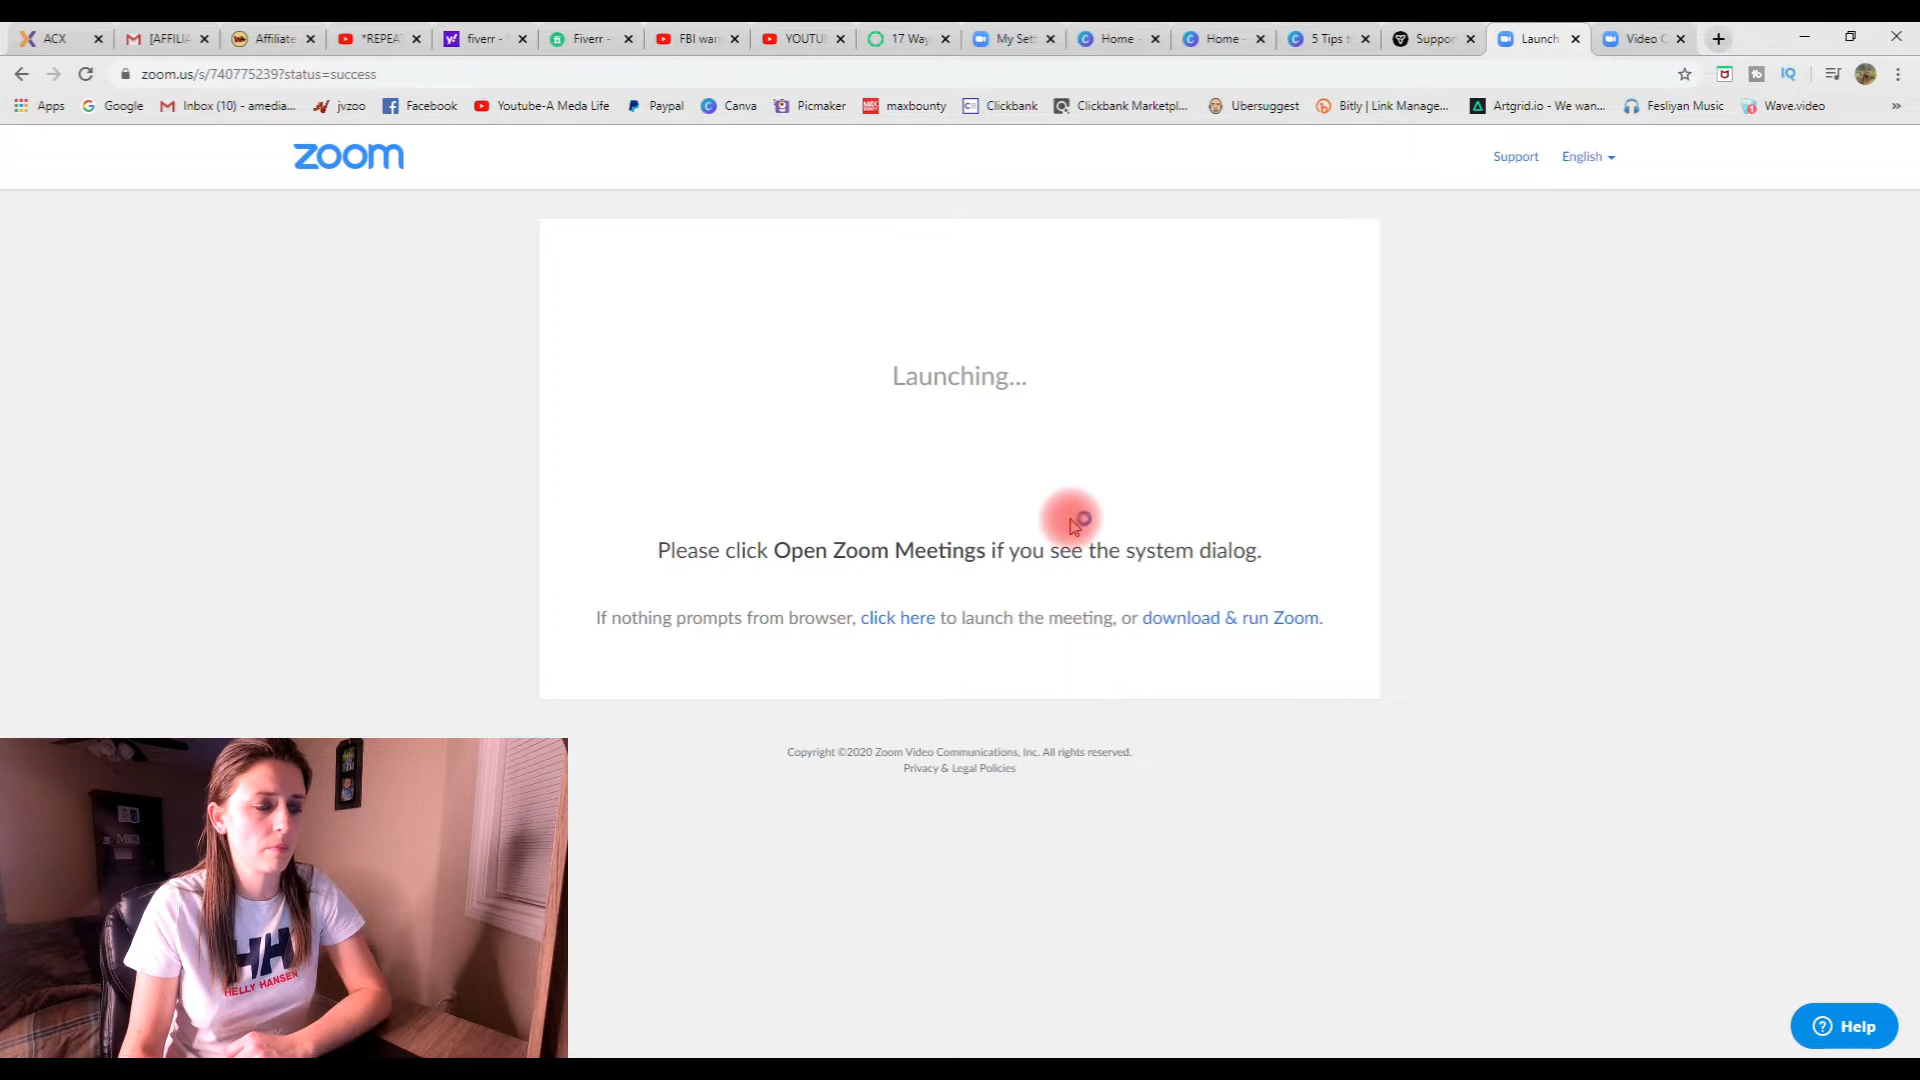 ACX
[AFFILIA
Affiliate
*REPEA
fiverr -
Fiverr -
FBI war
YOUTU
17 Way
My Sett
Home -
Home -
5 Tips t
Suppor
Launch
Video C
zoom.us/s/740775239?status=success
Apps
Google
Inbox (10) - amedia...
jvzoo
Facebook
Youtube-A Meda Life
Paypal
Canva
Picmaker
maxbounty
Clickbank
Clickbank Marketpl...
Ubersuggest
Bitly | Link Manage...
Artgrid.io - We wan...
Fesliyan Music
Wave.video
zoom
Support
English
Launching...
Please click Open Zoom Meetings if you see the system dialog.
If nothing prompts from browser, click here to launch the meeting, or download & run Zoom.
Copyright ©2020 Zoom Video Communications, Inc. All rights reserved.
Privacy & Legal Policies
HH
HELLY HANSEN
Help